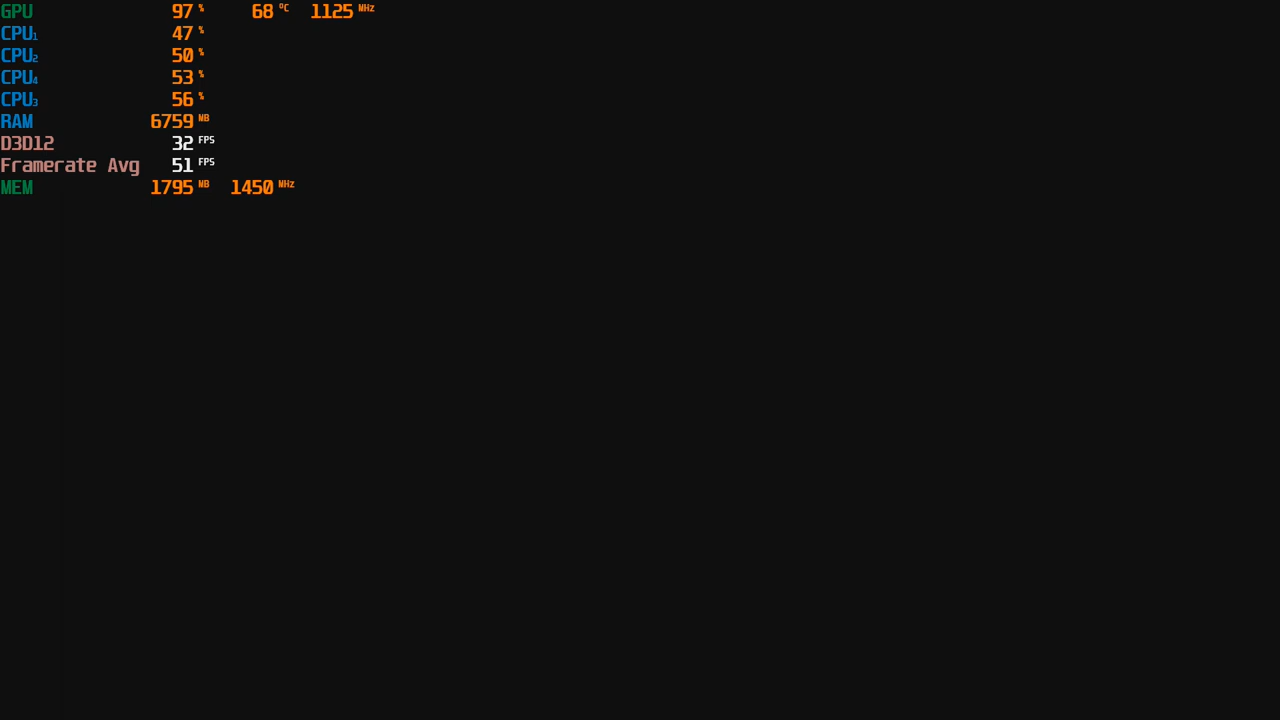 GPU 97 % 68 °C 1125 MHz
CPU1 47 %
CPU2 50 %
CPU4 53 %
CPU3 56 %
RAM 6759 MB
D3D12 32 FPS
Framerate Avg 51 FPS
MEM 1795 MB 1450 MHz